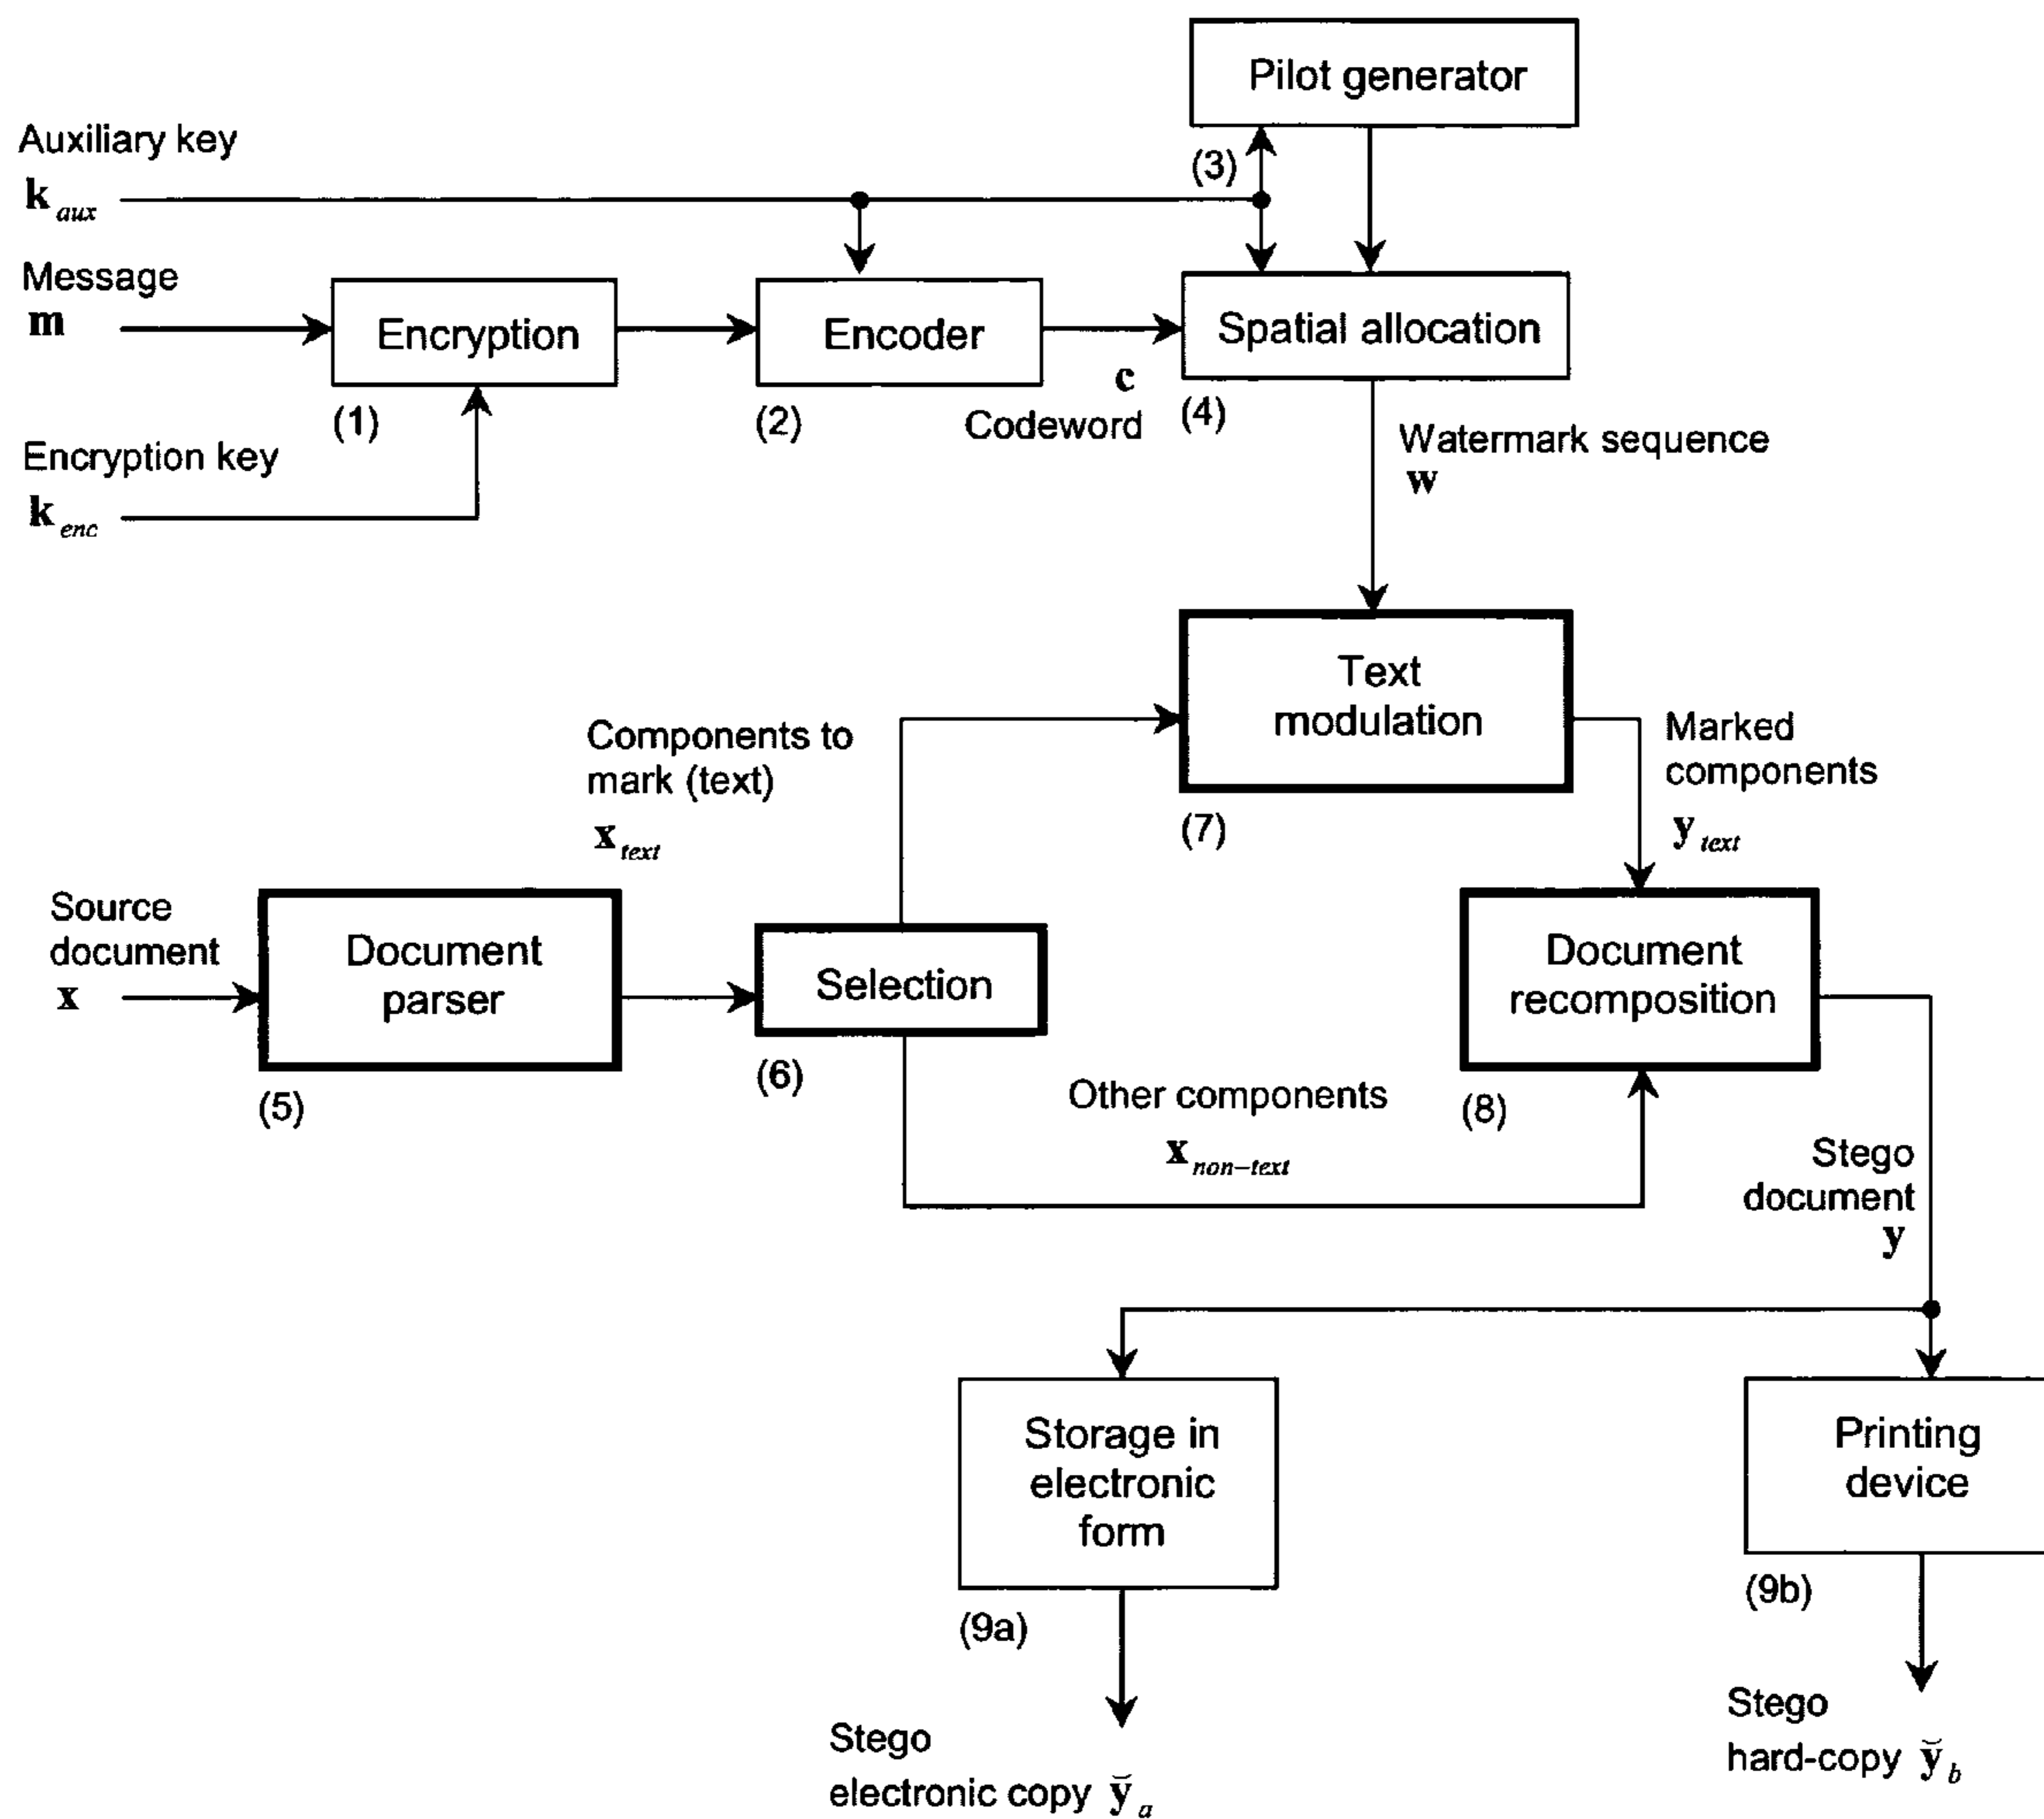 Pilot generator
Auxiliary key
(3)
k aux
Message
m
Encryption
Encoder
Spatial allocation
c
(1)
(2)
Codeword
(4)
Watermark sequence
w
Encryption key
k enc
Text
modulation
Components to
mark (text)
x text
Marked
components
y text
(7)
Source
document
x
Document
parser
Selection
Document
recomposition
(5)
(6)
Other components
x non-text
(8)
Stego
document
y
Storage in
electronic
form
Printing
device
(9a)
(9b)
Stego
electronic copy y̆ a
Stego
hard-copy y̆ b